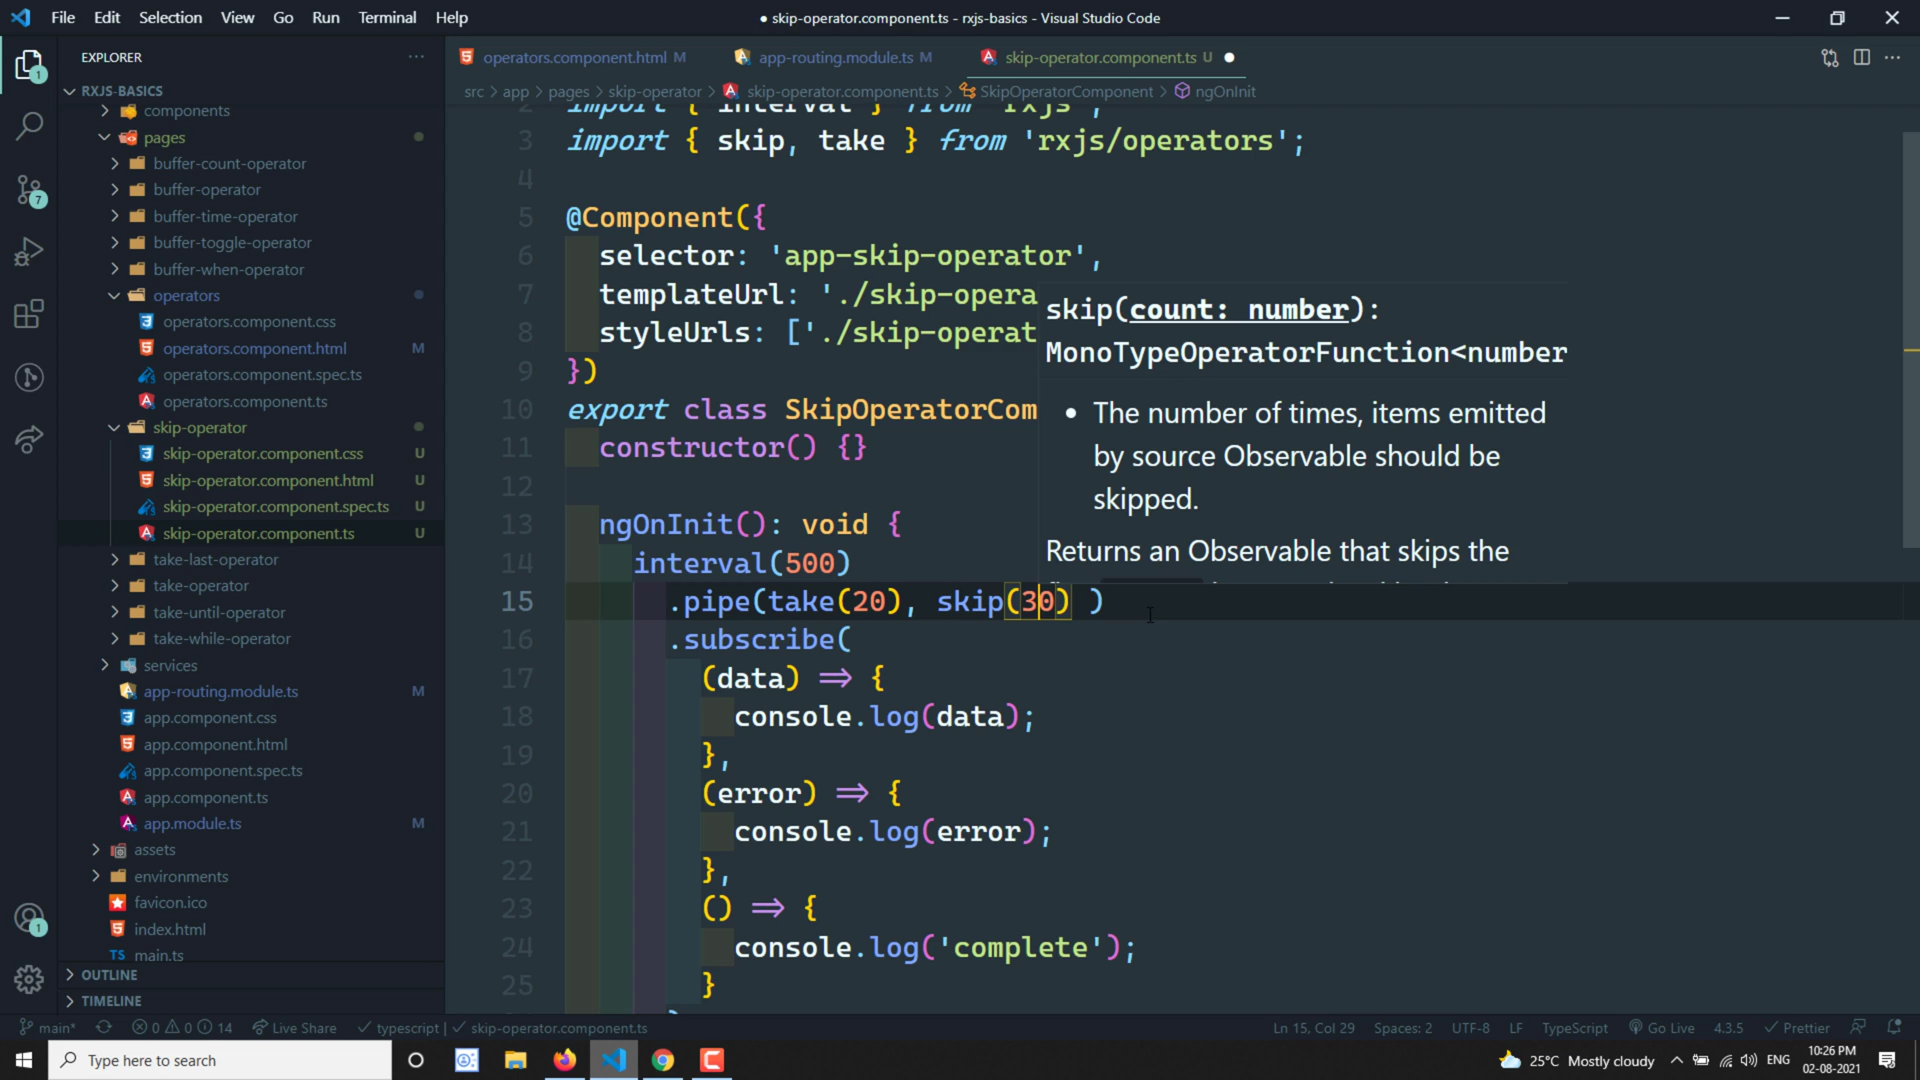 File Edit Selection View Go Run Terminal Help
● skip-operator.component.ts - rxjs-basics - Visual Studio Code
EXPLORER
RXJS-BASICS
components
pages
buffer-count-operator
buffer-operator
buffer-time-operator
buffer-toggle-operator
buffer-when-operator
operators
operators.component.css
operators.component.html M
operators.component.spec.ts
operators.component.ts
skip-operator
skip-operator.component.css U
skip-operator.component.html U
skip-operator.component.spec.ts U
skip-operator.component.ts U
take-last-operator
take-operator
take-until-operator
take-while-operator
services
app-routing.module.ts M
app.component.css
app.component.html
app.component.spec.ts
app.component.ts
app.module.ts M
assets
environments
favicon.ico
index.html
TS main.ts
OUTLINE
TIMELINE
1
7
1
operators.component.html M
app-routing.module.ts M
skip-operator.component.ts U
src > app > pages > skip-operator > skip-operator.component.ts > SkipOperatorComponent > ngOnInit
2 import { interval } from 'rxjs';
3 import { skip, take } from 'rxjs/operators';
4
5 @Component({
6 selector: 'app-skip-operator',
7 templateUrl: './skip-opera
8 styleUrls: ['./skip-operat
9 })
10 export class SkipOperatorCom
11 constructor() {}
12
13 ngOnInit(): void {
14 interval(500)
15 .pipe(take(20), skip(30) )
16 .subscribe(
17 (data) => {
18 console.log(data);
19 },
20 (error) => {
21 console.log(error);
22 },
23 () => {
24 console.log('complete');
25 }
skip(count: number):
MonoTypeOperatorFunction<number
• The number of times, items emitted
by source Observable should be
skipped.
Returns an Observable that skips the
main* 0 0 14 Live Share typescript | skip-operator.component.ts
Ln 15, Col 29 Spaces: 2 UTF-8 LF TypeScript Go Live 4.3.5 Prettier
Type here to search
25°C Mostly cloudy
ENG
10:26 PM
02-08-2021